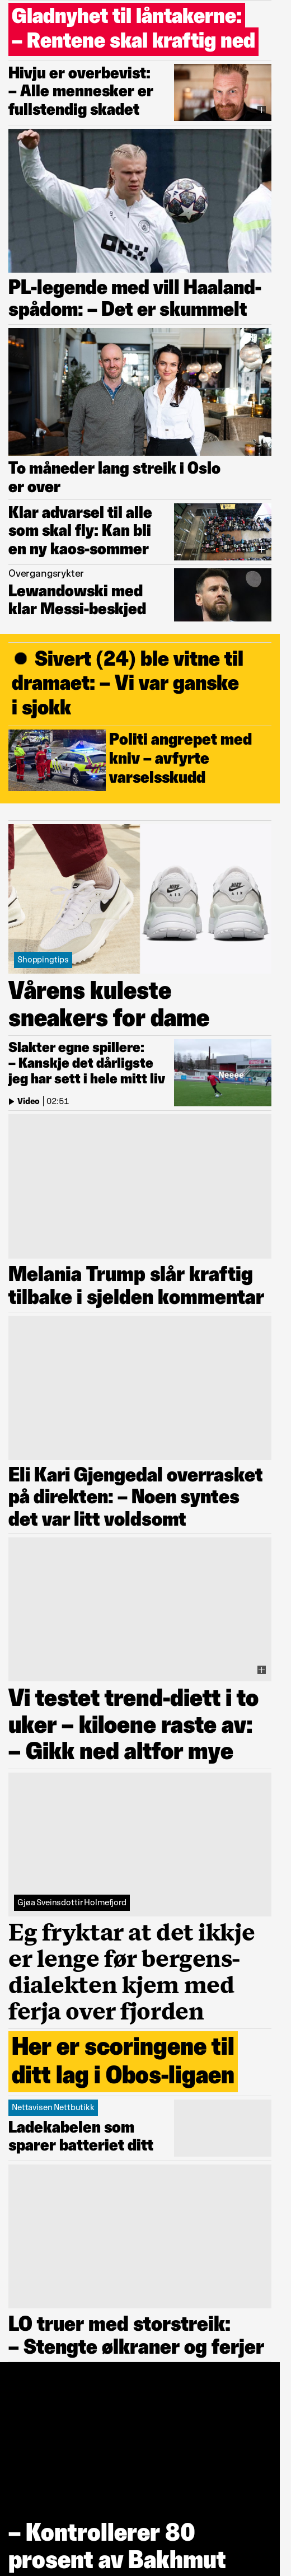 Gladnyhet til låntakerne:
– Rentene skal kraftig ned
Hivju er overbevist:
– Alle mennesker er
fullstendig skadet
PL-legende med vill Haaland-
spådom: – Det er skummelt
To måneder lang streik i Oslo
er over
Klar advarsel til alle
som skal fly: Kan bli
en ny kaos-sommer
Overgangsrykter
Lewandowski med
klar Messi-beskjed
Sivert (24) ble vitne til
dramaet: – Vi var ganske
i sjokk
Politi angrepet med
kniv – avfyrte
varselsskudd
Shoppingtips
Vårens kuleste
sneakers for dame
Slakter egne spillere:
– Kanskje det dårligste
jeg har sett i hele mitt liv
Video | 02:51
Neeee
Melania Trump slår kraftig
tilbake i sjelden kommentar
Eli Kari Gjengedal overrasket
på direkten: – Noen syntes
det var litt voldsomt
Vi testet trend-diett i to
uker – kiloene raste av:
– Gikk ned altfor mye
Gjøa Sveinsdottir Holmefjord
Eg fryktar at det ikkje
er lenge før bergens-
dialekten kjem med
ferja over fjorden
Her er scoringene til
ditt lag i Obos-ligaen
Nettavisen Nettbutikk
Ladekabelen som
sparer batteriet ditt
LO truer med storstreik:
– Stengte ølkraner og ferjer
– Kontrollerer 80
prosent av Bakhmut